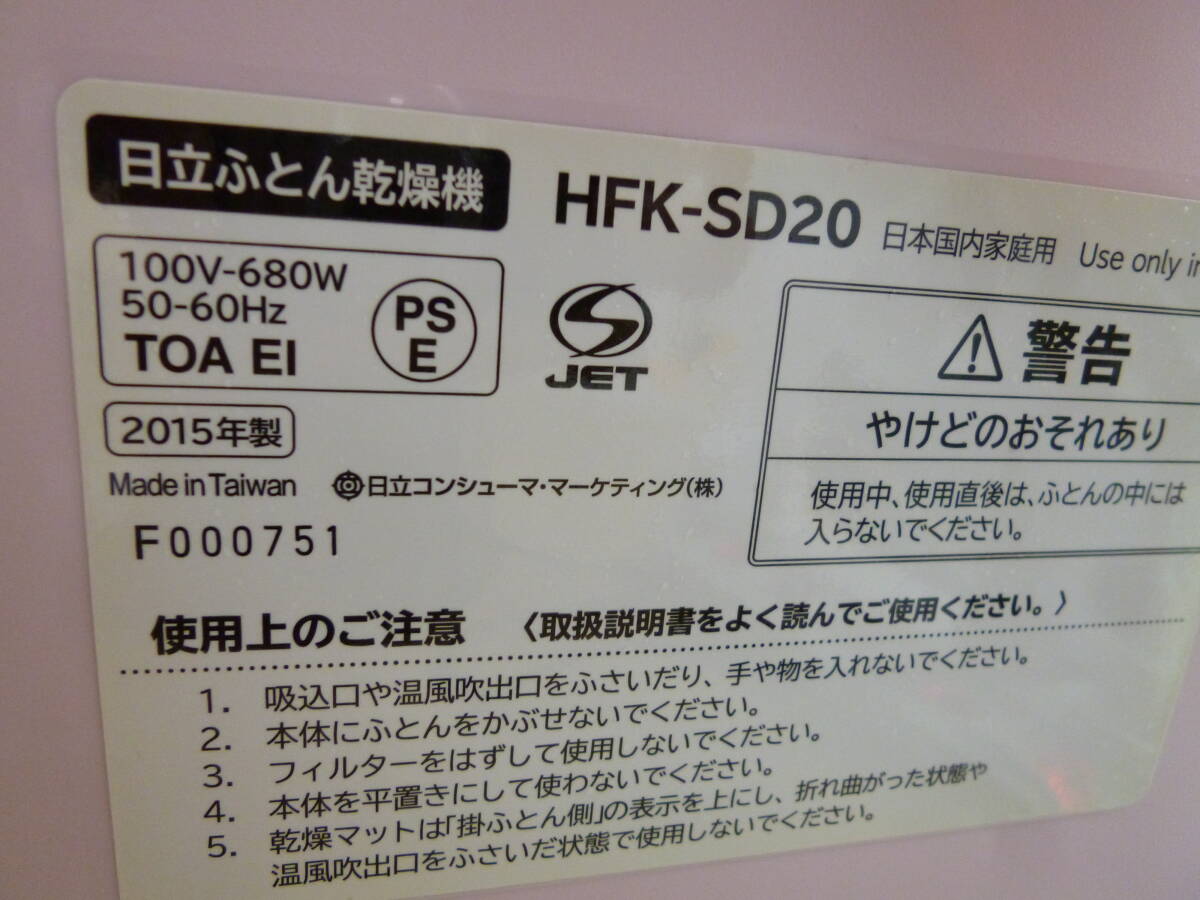 日立ふとん乾燥機
HFK-SD20 日本国内家庭用 Use only in
100V-680W
50-60Hz
TOA EI
PS
E
JET
2015年製
Made in Taiwan 日立コンシューマ・マーケティング(株)
F000751
警告
やけどのおそれあり
使用中、使用直後は、ふとんの中には
入らないでください。
使用上のご注意 〈取扱説明書をよく読んでご使用ください。〉
1. 吸込口や温風吹出口をふさいだり、手や物を入れないでください。
2. 本体にふとんをかぶせないでください。
3. フィルターをはずして使用しないでください。
4. 本体を平置きにして使わないでください。
5. 乾燥マットは「掛ふとん側」の表示を上にし、折れ曲がった状態や
温風吹出口をふさいだ状態で使用しないでください。